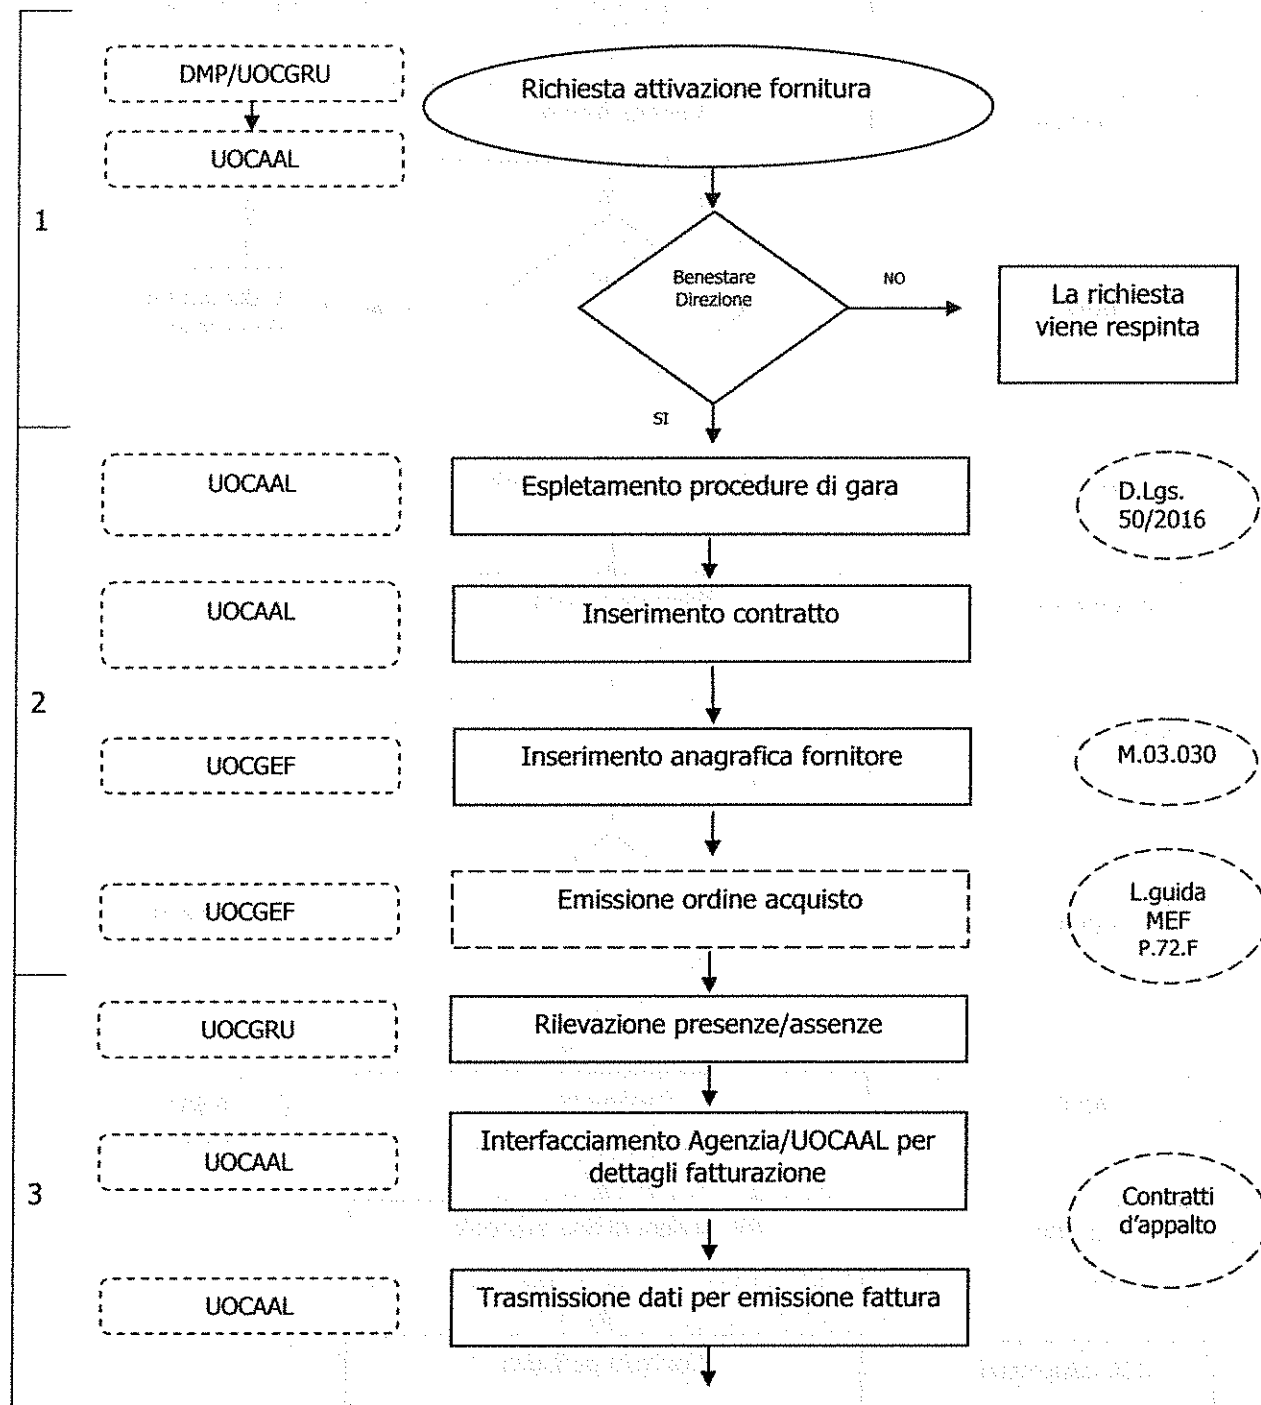 DMP/UOCGRU
Richiesta attivazione fornitura
UOCAAL
1
Benestare
Direzione
NO
La richiesta
viene respinta
SI
UOCAAL
Espletamento procedure di gara
D.Lgs.
50/2016
UOCAAL
Inserimento contratto
2
UOCGEF
Inserimento anagrafica fornitore
M.03.030
UOCGEF
Emissione ordine acquisto
L.guida
MEF
P.72.F
UOCGRU
Rilevazione presenze/assenze
UOCAAL
Interfacciamento Agenzia/UOCAAL per
dettagli fatturazione
3
Contratti
d'appalto
UOCAAL
Trasmissione dati per emissione fattura